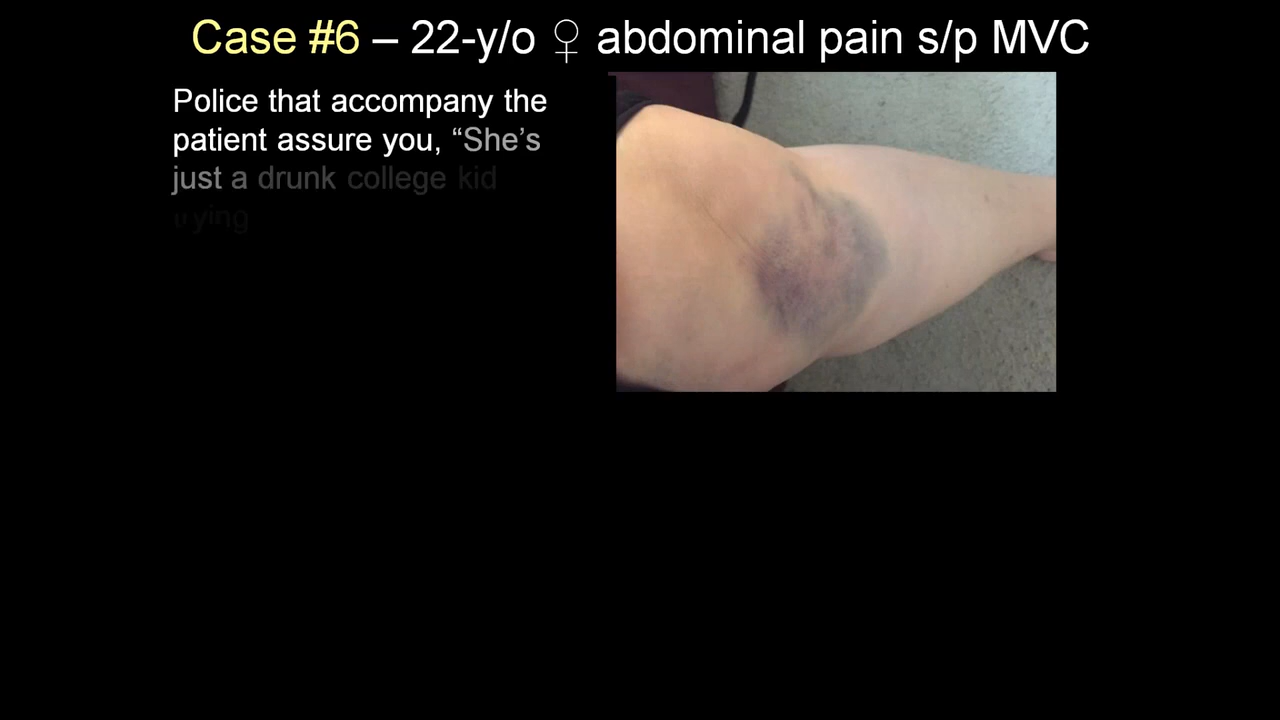 Case #6 – 22-y/o ♀ abdominal pain s/p MVC
Police that accompany the
patient assure you, “She’s
just a drunk college kid